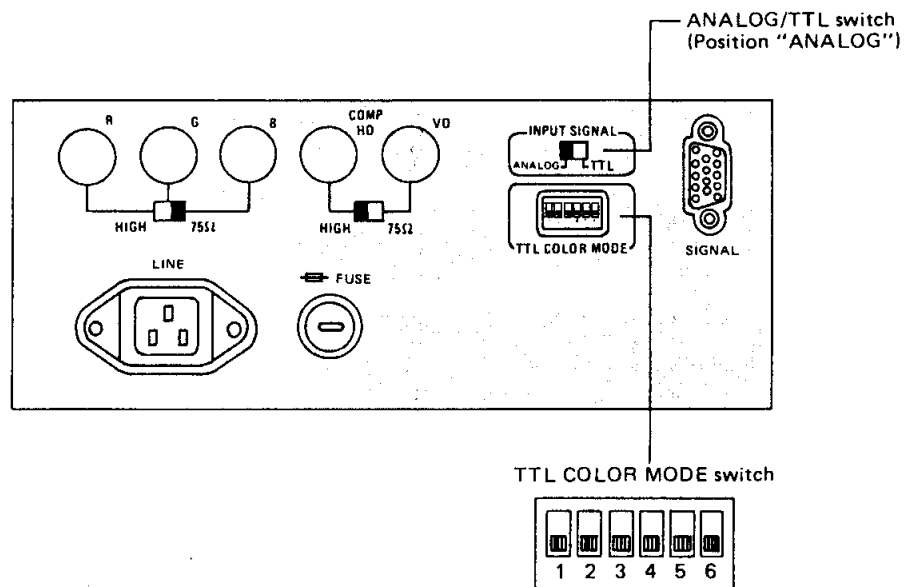 ANALOG/TTL switch
(Position "ANALOG")
R
G
B
COMP
HD
VD
INPUT SIGNAL
ANALOG
TTL
HIGH
75Ω
HIGH
75Ω
TTL COLOR MODE
SIGNAL
LINE
FUSE
TTL COLOR MODE switch
1 2 3 4 5 6